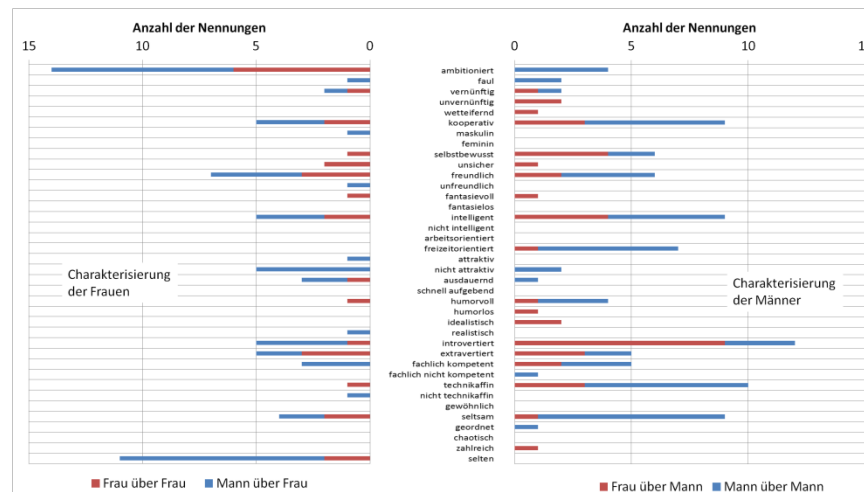 Anzahl der Nennungen
Anzahl der Nennungen
15 10 5 0
0 5 10 15
ambitioniert
faul
vernünftig
unvernünftig
wetteifernd
kooperativ
maskulin
feminin
selbstbewusst
unsicher
freundlich
unfreundlich
fantasievoll
fantasielos
intelligent
nicht intelligent
arbeitsorientiert
freizeitorientiert
attraktiv
nicht attraktiv
ausdauernd
schnell aufgebend
humorvoll
humorlos
idealistisch
realistisch
introvertiert
extravertiert
fachlich kompetent
fachlich nicht kompetent
technikaffin
nicht technikaffin
gewöhnlich
seltsam
geordnet
chaotisch
zahlreich
selten
Charakterisierung
der Frauen
Charakterisierung
der Männer
Frau über Frau Mann über Frau
Frau über Mann Mann über Mann